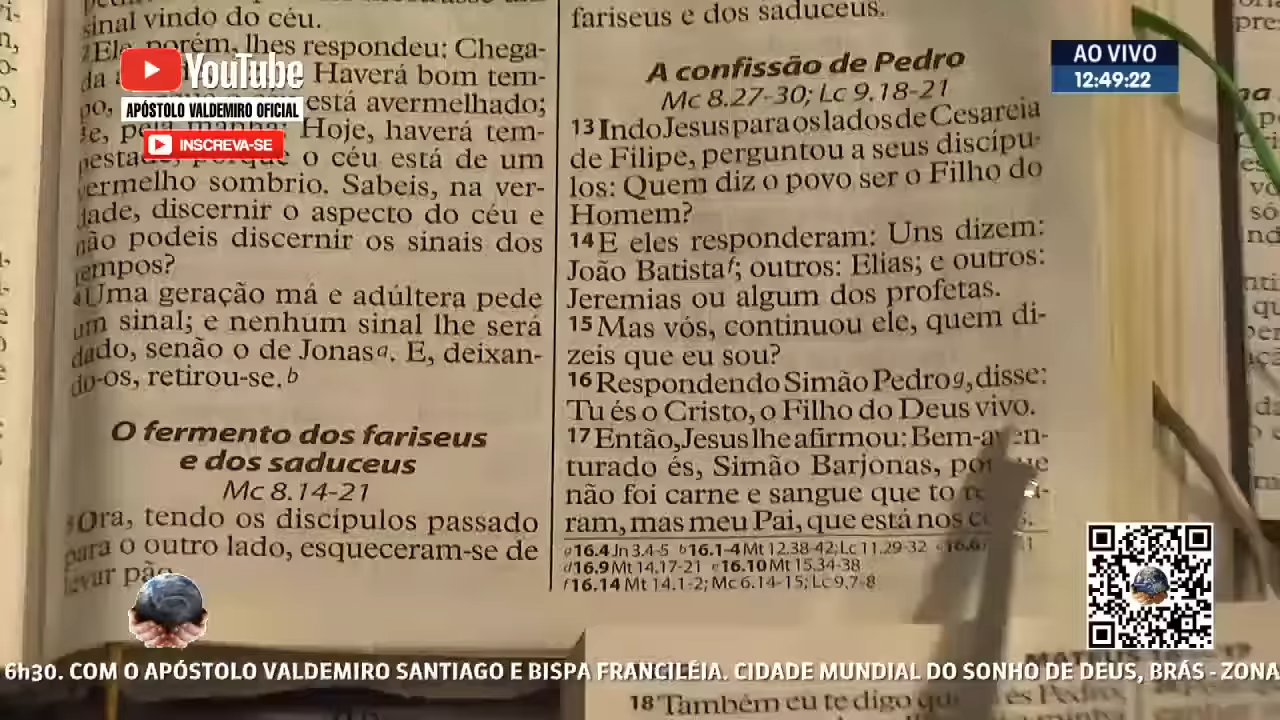 sinal vindo do céu.
2Ele, porém, lhes respondeu: Chega-
Haverá bom tem-
po, está avermelhado;
Hoje, haverá tem-
o céu está de um
vermelho sombrio. Sabeis, na ver-
dade, discernir o aspecto do céu e
não podeis discernir os sinais dos
tempos?
4Uma geração má e adúltera pede
um sinal; e nenhum sinal lhe será
dado, senão o de Jonas a. E, deixan-
do-os, retirou-se. b
O fermento dos fariseus
e dos saduceus
Mc 8.14-21
5Ora, tendo os discípulos passado
para o outro lado, esqueceram-se de
levar pão
fariseus e dos saduceus.
A confissão de Pedro
Mc 8.27-30; Lc 9.18-21
13 Indo Jesus para os lados de Cesareia
de Filipe, perguntou a seus discípu-
los: Quem diz o povo ser o Filho do
Homem?
14 E eles responderam: Uns dizem:
João Batista f; outros: Elias; e outros:
Jeremias ou algum dos profetas.
15 Mas vós, continuou ele, quem di-
zeis que eu sou?
16 Respondendo Simão Pedro g, disse:
Tu és o Cristo, o Filho do Deus vivo.
17 Então, Jesus lhe afirmou: Bem-aven-
turado és, Simão Barjonas, porque
não foi carne e sangue que to
ram, mas meu Pai, que está nos
a 16.4 Jn 3.4-5 b 16.1-4 Mt 12.38-42; Lc 11.29-32
d 16.9 Mt 14.17-21 e 16.10 Mt 15.34-38
f 16.14 Mt 14.1-2; Mc 6.14-15; Lc 9.7-8
18 Também eu te digo que és Pedro,
YouTube
APÓSTOLO VALDEMIRO OFICIAL
INSCREVA-SE
AO VIVO
12:49:22
6h30. COM O APÓSTOLO VALDEMIRO SANTIAGO E BISPA FRANCILÉIA. CIDADE MUNDIAL DO SONHO DE DEUS, BRÁS - ZONA